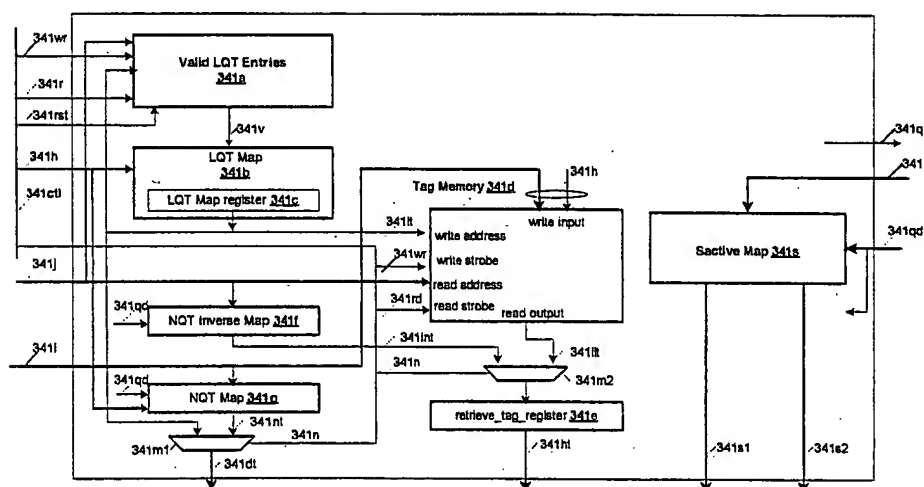 341wr
Valid LQT Entries
341a
341r
341rst
341v
341q
341h
LQT Map
341b
341h
341
341ctl
Tag Memory 341d
LQT Map register 341c
write input
341lt
write address
341qd
341wr
write strobe
Sactive Map 341s
341j
read address
341rd
read strobe
341qd
NQT Inverse Map 341f
read output
341int
341ltt
341i
341n
341m2
341qd
NQT Map 341g
341nt
retrieve_tag_register 341e
341m1
341n
341dt
341ht
341s1
341s2